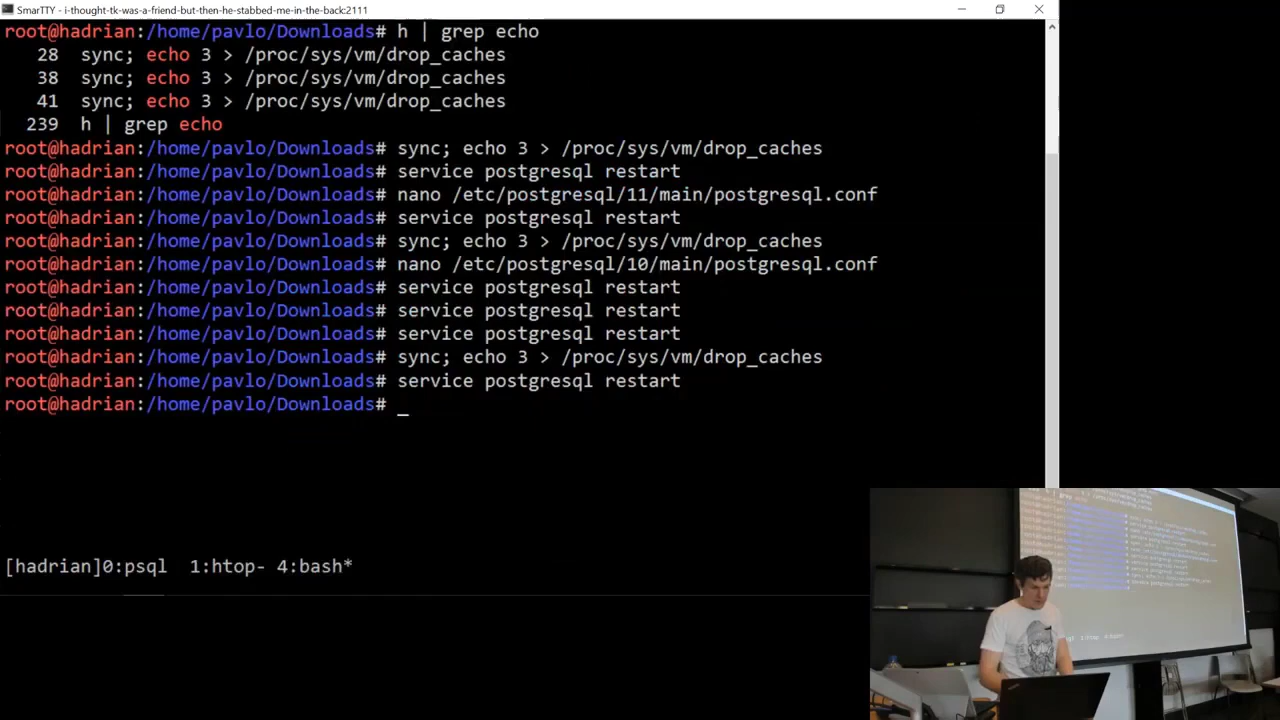 SmarTTY - i-thought-tk-was-a-friend-but-then-he-stabbed-me-in-the-back:2111
root@hadrian:/home/pavlo/Downloads# h | grep echo
28 sync; echo 3 > /proc/sys/vm/drop_caches
38 sync; echo 3 > /proc/sys/vm/drop_caches
41 sync; echo 3 > /proc/sys/vm/drop_caches
239 h | grep echo
root@hadrian:/home/pavlo/Downloads# sync; echo 3 > /proc/sys/vm/drop_caches
root@hadrian:/home/pavlo/Downloads# service postgresql restart
root@hadrian:/home/pavlo/Downloads# nano /etc/postgresql/11/main/postgresql.conf
root@hadrian:/home/pavlo/Downloads# service postgresql restart
root@hadrian:/home/pavlo/Downloads# sync; echo 3 > /proc/sys/vm/drop_caches
root@hadrian:/home/pavlo/Downloads# nano /etc/postgresql/10/main/postgresql.conf
root@hadrian:/home/pavlo/Downloads# service postgresql restart
root@hadrian:/home/pavlo/Downloads# service postgresql restart
root@hadrian:/home/pavlo/Downloads# service postgresql restart
root@hadrian:/home/pavlo/Downloads# sync; echo 3 > /proc/sys/vm/drop_caches
root@hadrian:/home/pavlo/Downloads# service postgresql restart
root@hadrian:/home/pavlo/Downloads# _
[hadrian]0:psql 1:htop- 4:bash*